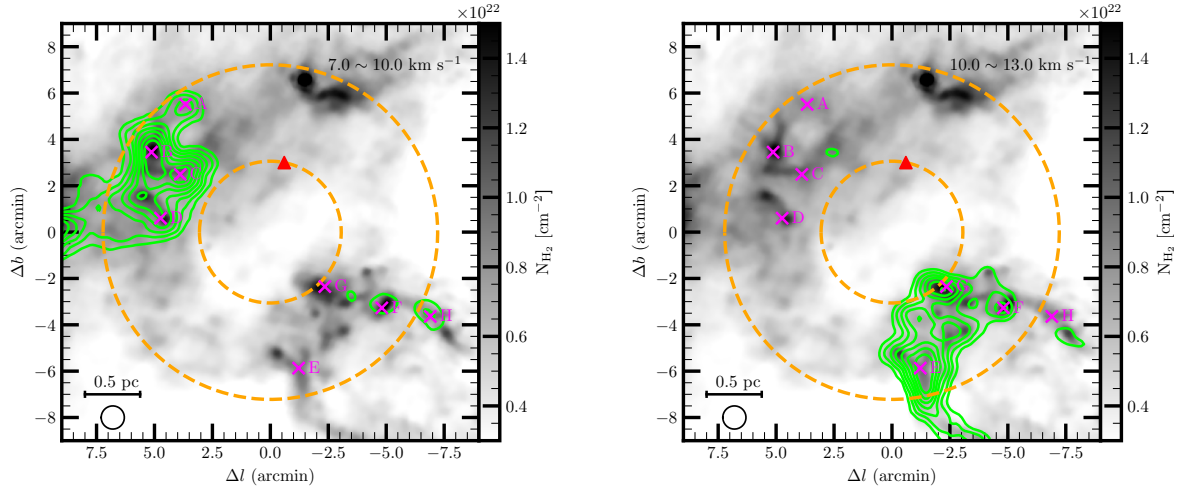 ×10²²
7.0 ∼ 10.0 km s⁻¹
8
6
4
2
0
−2
−4
−6
−8
Δb (arcmin)
A
B
C
D
G
F
H
E
0.5 pc
7.5 5.0 2.5 0.0 −2.5 −5.0 −7.5
Δl (arcmin)
1.4
1.2
1.0
0.8
0.6
0.4
N_H₂ [cm⁻²]
×10²²
10.0 ∼ 13.0 km s⁻¹
8
6
4
2
0
−2
−4
−6
−8
Δb (arcmin)
A
B
C
D
G
F
H
E
0.5 pc
7.5 5.0 2.5 0.0 −2.5 −5.0 −7.5
Δl (arcmin)
1.4
1.2
1.0
0.8
0.6
0.4
N_H₂ [cm⁻²]